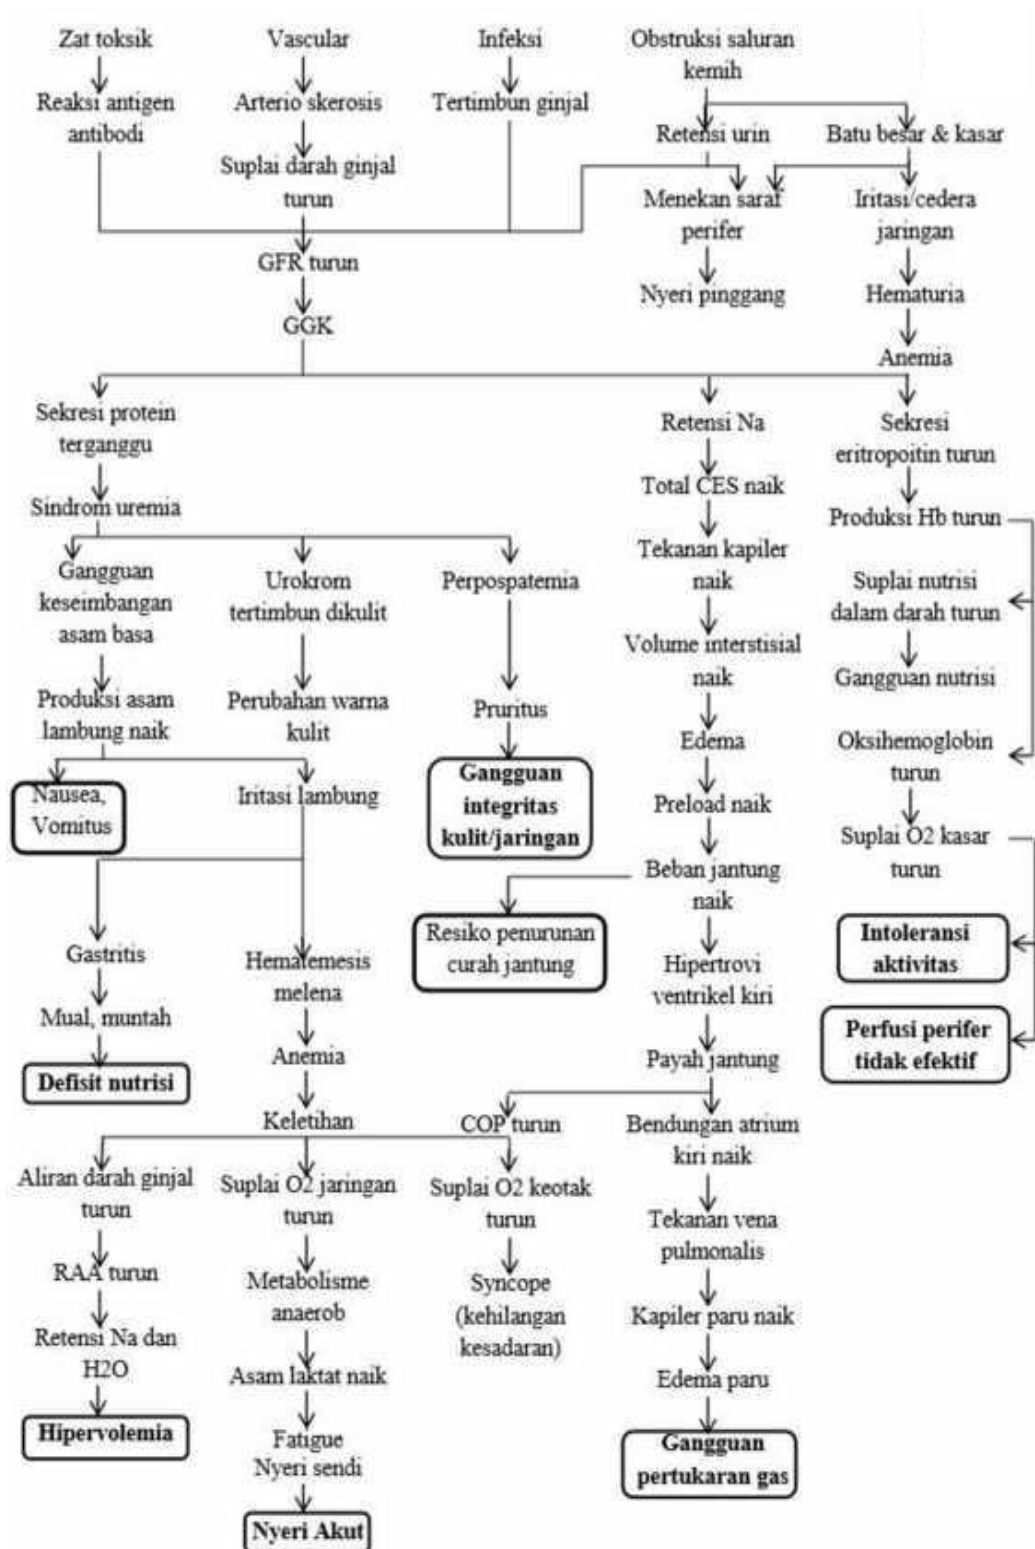 Zat toksik
Vascular
Infeksi
Obstruksi saluran
kemih
Reaksi antigen
antibodi
Arterio skerosis
Tertimbun ginjal
Retensi urin
Batu besar & kasar
Suplai darah ginjal
turun
Menekan saraf
perifer
Iritasi/cedera
jaringan
GFR turun
Nyeri pinggang
Hematuria
GGK
Anemia
Sekresi protein
terganggu
Retensi Na
Sekresi
eritropoitin turun
Sindrom uremia
Total CES naik
Produksi Hb turun
Gangguan
keseimbangan
asam basa
Urokrom
tertimbun dikulit
Perpospatemia
Tekanan kapiler
naik
Suplai nutrisi
dalam darah turun
Volume interstisial
naik
Gangguan nutrisi
Produksi asam
lambung naik
Perubahan warna
kulit
Pruritus
Edema
Oksihemoglobin
turun
Nausea,
Vomitus
Iritasi lambung
Gangguan
integritas
kulit/jaringan
Preload naik
Suplai O2 kasar
turun
Beban jantung
naik
Resiko penurunan
curah jantung
Intoleransi
aktivitas
Gastritis
Hematemesis
melena
Hipertrovi
ventrikel kiri
Mual, muntah
Perfusi perifer
tidak efektif
Anemia
Payah jantung
Defisit nutrisi
Keletihan
COP turun
Bendungan atrium
kiri naik
Aliran darah ginjal
turun
Suplai O2 jaringan
turun
Suplai O2 keotak
turun
Tekanan vena
pulmonalis
RAA turun
Metabolisme
anaerob
Syncope
(kehilangan
kesadaran)
Kapiler paru naik
Retensi Na dan
H2O
Asam laktat naik
Edema paru
Hipervolemia
Fatigue
Nyeri sendi
Gangguan
pertukaran gas
Nyeri Akut